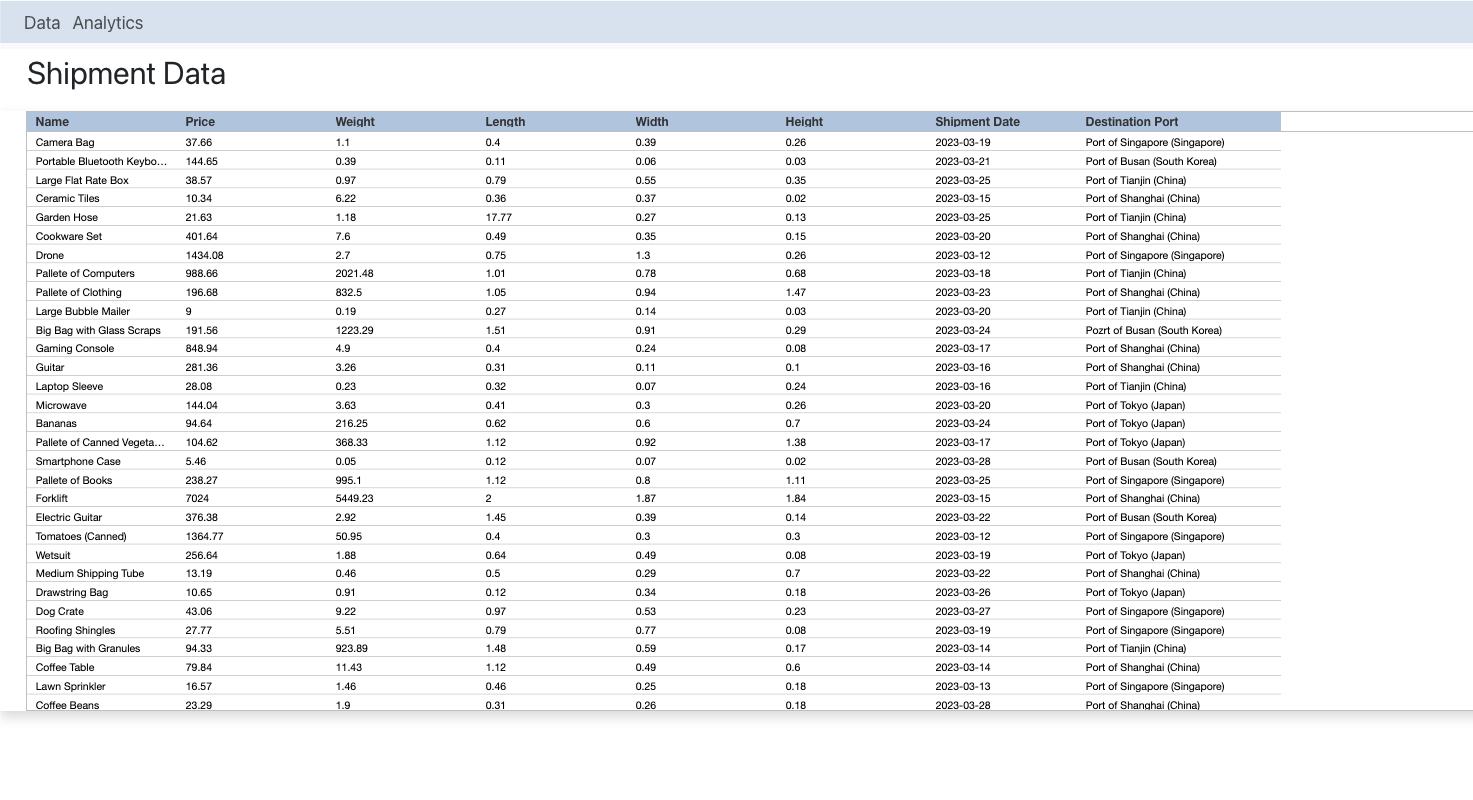 Data Analytics
Shipment Data
Name Price Weight Length Width Height Shipment Date Destination Port
Camera Bag 37.66 1.1 0.4 0.39 0.26 2023-03-19 Port of Singapore (Singapore)
Portable Bluetooth Keybo... 144.65 0.39 0.11 0.06 0.03 2023-03-21 Port of Busan (South Korea)
Large Flat Rate Box 38.57 0.97 0.79 0.55 0.35 2023-03-25 Port of Tianjin (China)
Ceramic Tiles 10.34 6.22 0.36 0.37 0.02 2023-03-15 Port of Shanghai (China)
Garden Hose 21.63 1.18 17.77 0.27 0.13 2023-03-25 Port of Tianjin (China)
Cookware Set 401.64 7.6 0.49 0.35 0.15 2023-03-20 Port of Shanghai (China)
Drone 1434.08 2.7 0.75 1.3 0.26 2023-03-12 Port of Singapore (Singapore)
Pallete of Computers 988.66 2021.48 1.01 0.78 0.68 2023-03-18 Port of Tianjin (China)
Pallete of Clothing 196.68 832.5 1.05 0.94 1.47 2023-03-23 Port of Shanghai (China)
Large Bubble Mailer 9 0.19 0.27 0.14 0.03 2023-03-20 Port of Tianjin (China)
Big Bag with Glass Scraps 191.56 1223.29 1.51 0.91 0.29 2023-03-24 Pozrt of Busan (South Korea)
Gaming Console 848.94 4.9 0.4 0.24 0.08 2023-03-17 Port of Shanghai (China)
Guitar 281.36 3.26 0.31 0.11 0.1 2023-03-16 Port of Shanghai (China)
Laptop Sleeve 28.08 0.23 0.32 0.07 0.24 2023-03-16 Port of Tianjin (China)
Microwave 144.04 3.63 0.41 0.3 0.26 2023-03-20 Port of Tokyo (Japan)
Bananas 94.64 216.25 0.62 0.6 0.7 2023-03-24 Port of Tokyo (Japan)
Pallete of Canned Vegeta... 104.62 368.33 1.12 0.92 1.38 2023-03-17 Port of Tokyo (Japan)
Smartphone Case 5.46 0.05 0.12 0.07 0.02 2023-03-28 Port of Busan (South Korea)
Pallete of Books 238.27 995.1 1.12 0.8 1.11 2023-03-25 Port of Singapore (Singapore)
Forklift 7024 5449.23 2 1.87 1.84 2023-03-15 Port of Shanghai (China)
Electric Guitar 376.38 2.92 1.45 0.39 0.14 2023-03-22 Port of Busan (South Korea)
Tomatoes (Canned) 1364.77 50.95 0.4 0.3 0.3 2023-03-12 Port of Singapore (Singapore)
Wetsuit 256.64 1.88 0.64 0.49 0.08 2023-03-19 Port of Tokyo (Japan)
Medium Shipping Tube 13.19 0.46 0.5 0.29 0.7 2023-03-22 Port of Shanghai (China)
Drawstring Bag 10.65 0.91 0.12 0.34 0.18 2023-03-26 Port of Tokyo (Japan)
Dog Crate 43.06 9.22 0.97 0.53 0.23 2023-03-27 Port of Singapore (Singapore)
Roofing Shingles 27.77 5.51 0.79 0.77 0.08 2023-03-19 Port of Singapore (Singapore)
Big Bag with Granules 94.33 923.89 1.48 0.59 0.17 2023-03-14 Port of Tianjin (China)
Coffee Table 79.84 11.43 1.12 0.49 0.6 2023-03-14 Port of Shanghai (China)
Lawn Sprinkler 16.57 1.46 0.46 0.25 0.18 2023-03-13 Port of Singapore (Singapore)
Coffee Beans 23.29 1.9 0.31 0.26 0.18 2023-03-28 Port of Shanghai (China)